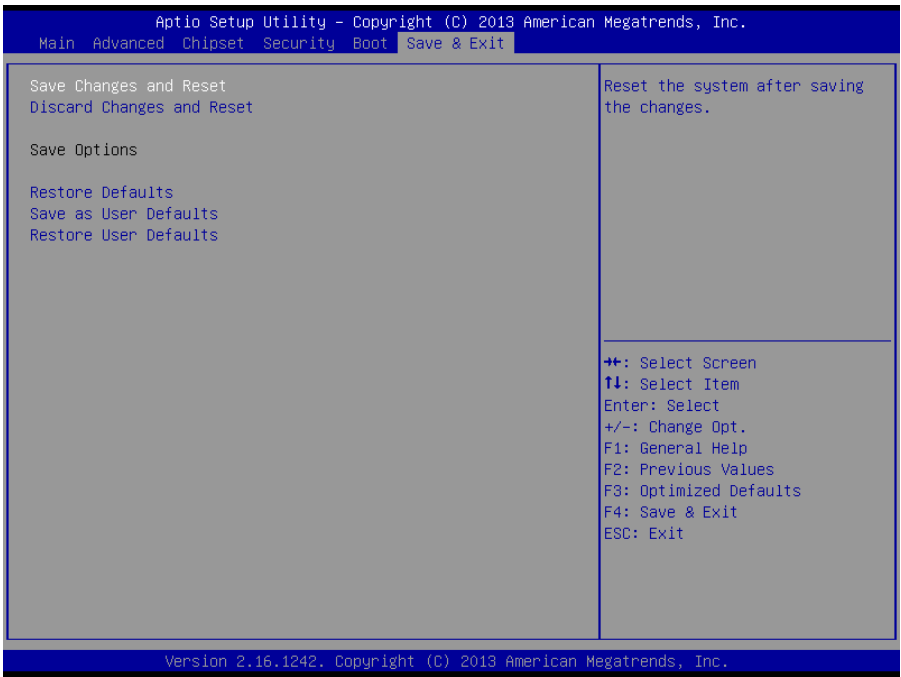 Aptio Setup Utility – Copyright (C) 2013 American Megatrends, Inc.
Main Advanced Chipset Security Boot Save & Exit
Save Changes and Reset
Discard Changes and Reset
Save Options
Restore Defaults
Save as User Defaults
Restore User Defaults
Reset the system after saving
the changes.
→←: Select Screen
↑↓: Select Item
Enter: Select
+/-: Change Opt.
F1: General Help
F2: Previous Values
F3: Optimized Defaults
F4: Save & Exit
ESC: Exit
Version 2.16.1242. Copyright (C) 2013 American Megatrends, Inc.